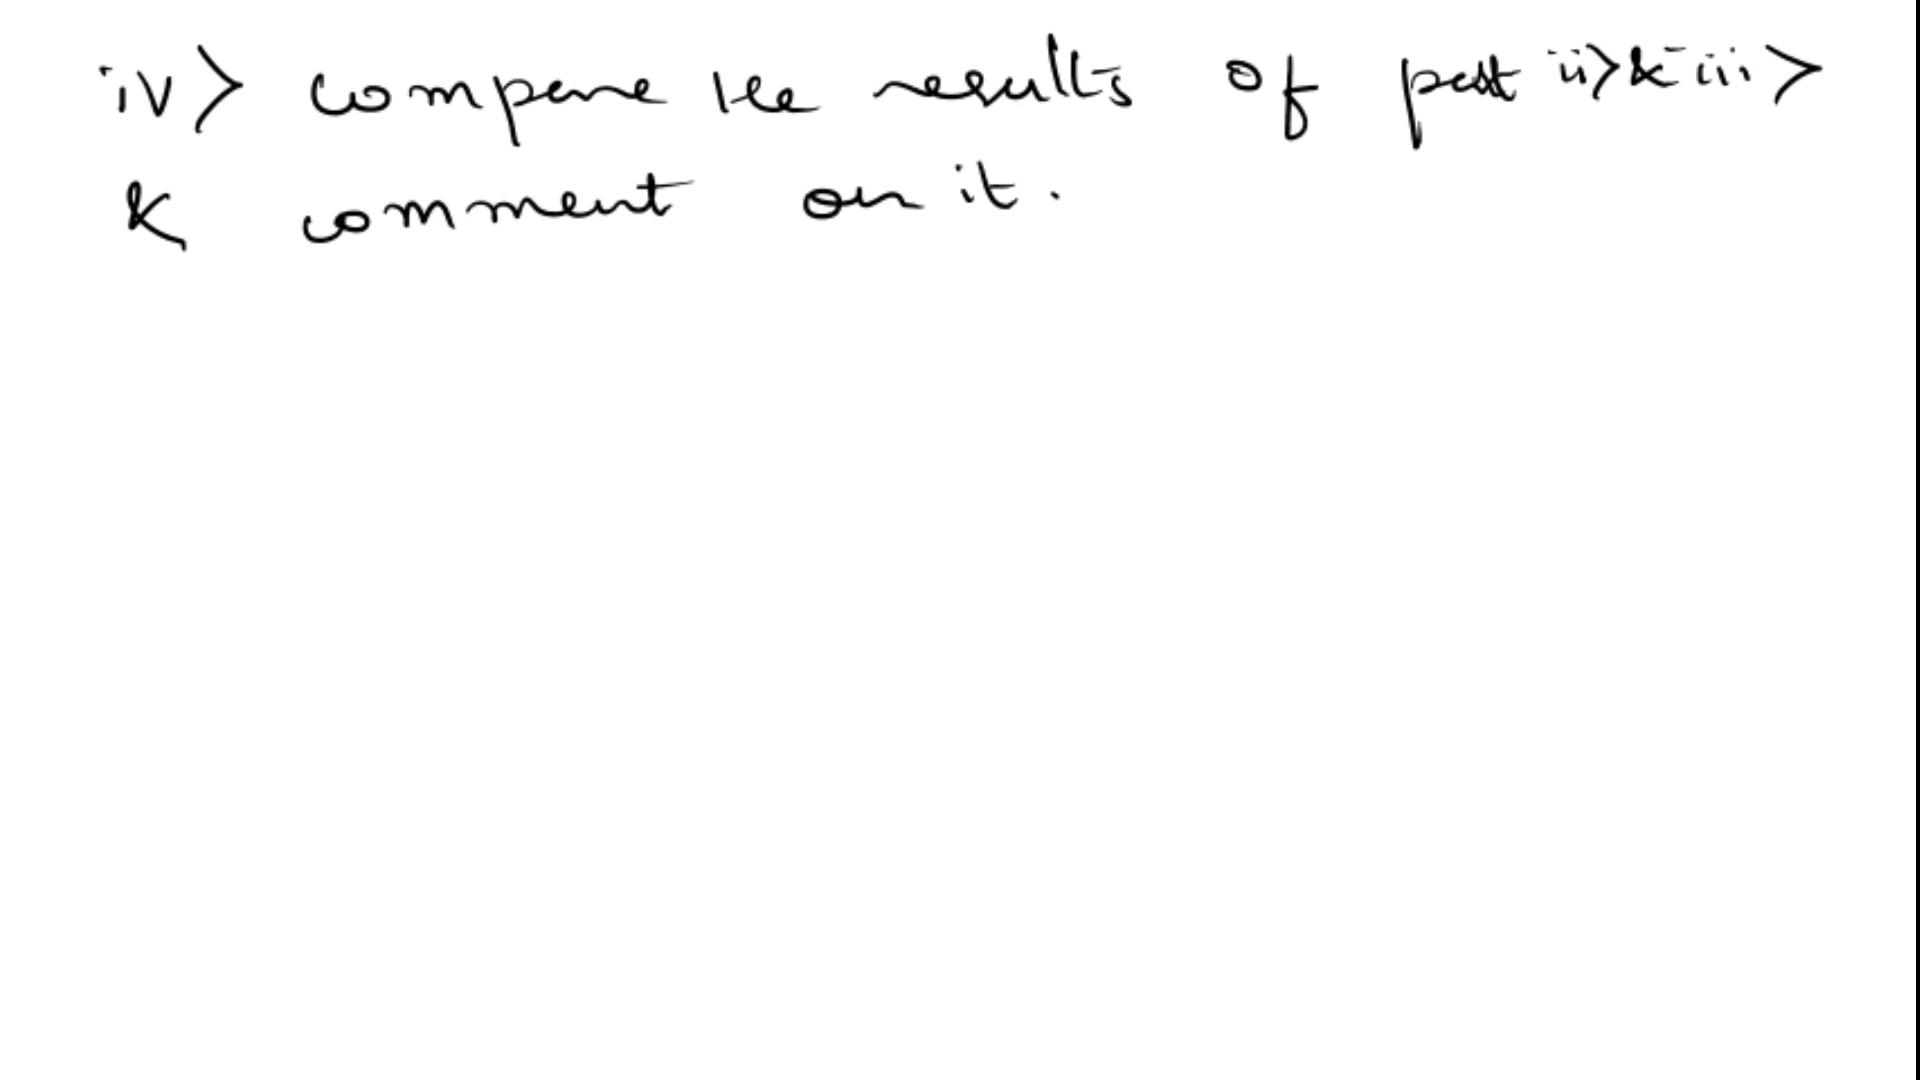 iv> compare the results of part ii> & iii>
& comment on it.